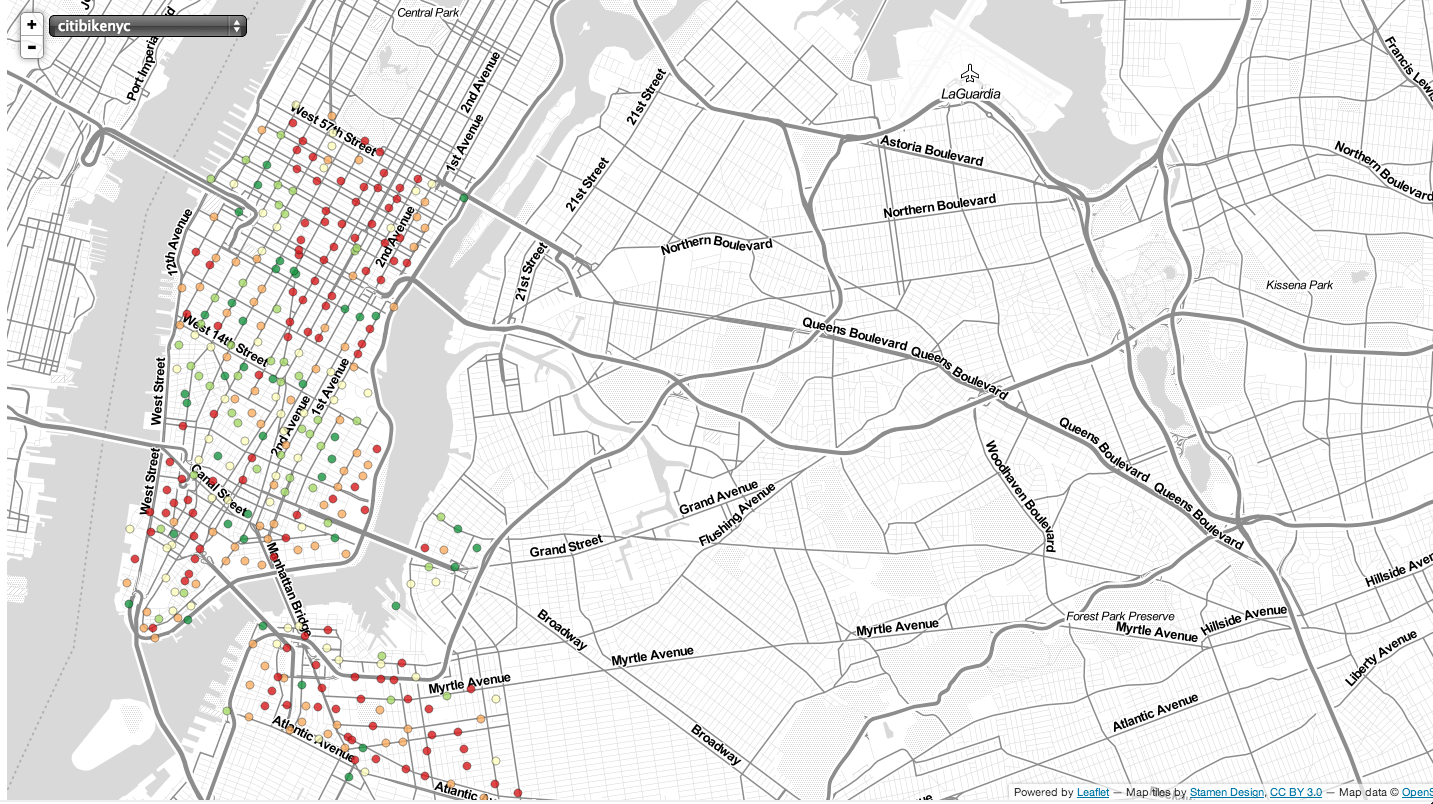 +
-
citibikenyc
Central Park
Port Imperia
12th Avenue
West 57th Street
2nd Avenue
1st Avenue
21st Street
21st Street
21st Street
LaGuardia
Astoria Boulevard
Northern Boulevard
Northern Boulevard
Northern Boulevard
Francis Lewis
Kissena Park
2nd Avenue
West 14th Street
1st Avenue
2nd Avenue
West Street
West Street
Canal Street
Manhattan Bridge
Queens Boulevard
Queens Boulevard
Queens Boulevard
Queens Boulevard
Woodhaven Boulevard
Grand Avenue
Flushing Avenue
Grand Street
Broadway
Myrtle Avenue
Myrtle Avenue
Myrtle Avenue
Myrtle Avenue
Forest Park Preserve
Hillside Avenue
Hillside Aven
Liberty Avenue
Atlantic Avenue
Atlantic Avenue
Broadway
Powered by Leaflet — Map tiles by Stamen Design, CC BY 3.0 — Map data © OpenS